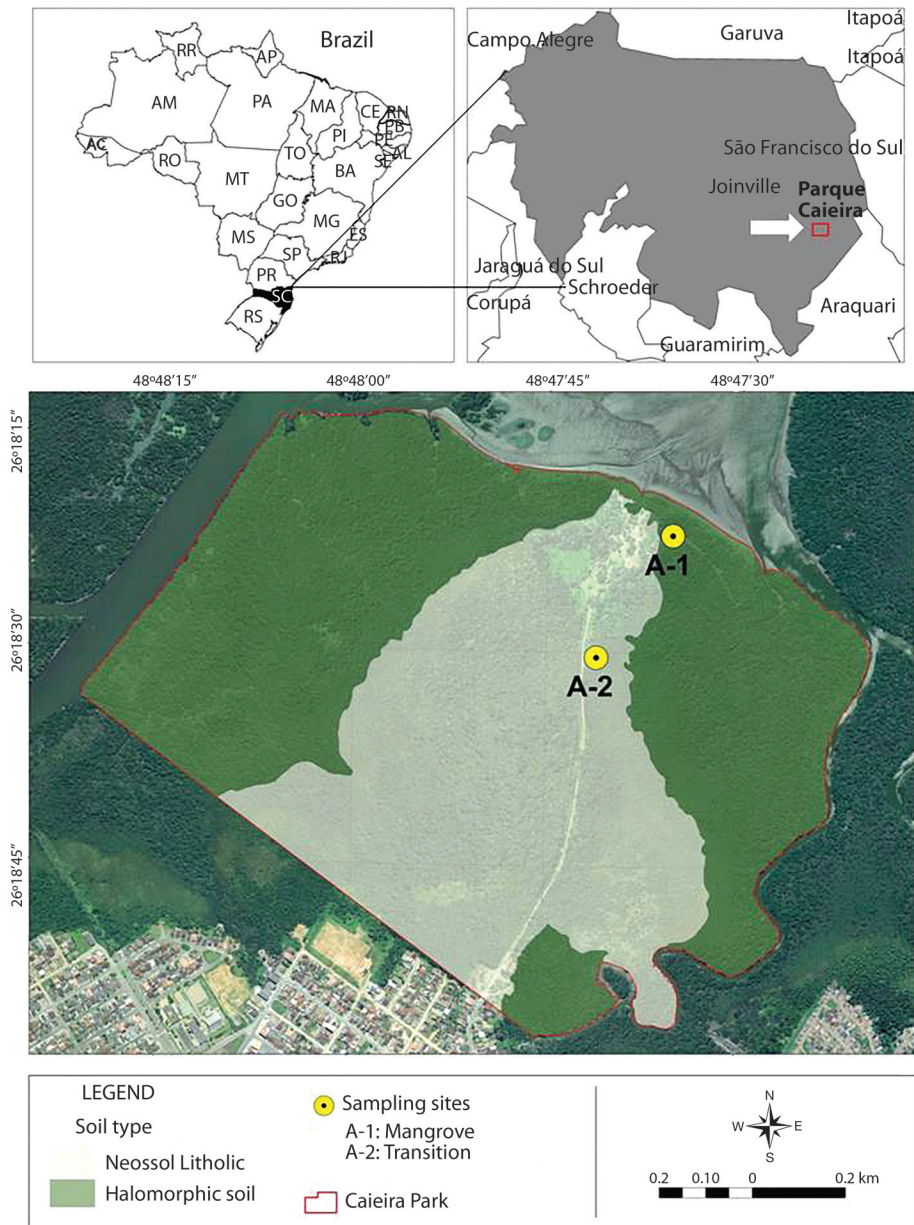 Brazil
RR
AP
AM
PA
MA
CE
RN
PB
PI
PE
AC
AL
TO
SE
RO
BA
MT
GO
MG
MS
ES
SP
RJ
PR
SC
RS
Itapoá
Garuva
Campo Alegre
Itapoá
São Francisco do Sul
Joinville
Parque
Caieira
Jaraguá do Sul
Schroeder
Corupá
Araquari
Guaramirim
48º48′15″
48º48′00″
48º47′45″
48º47′30″
26º18′15″
26º18′30″
26º18′45″
A-1
A-2
LEGEND
Soil type
Neossol Litholic
Halomorphic soil
Sampling sites
A-1: Mangrove
A-2: Transition
Caieira Park
N
W
E
S
0.2
0.10
0
0.2 km